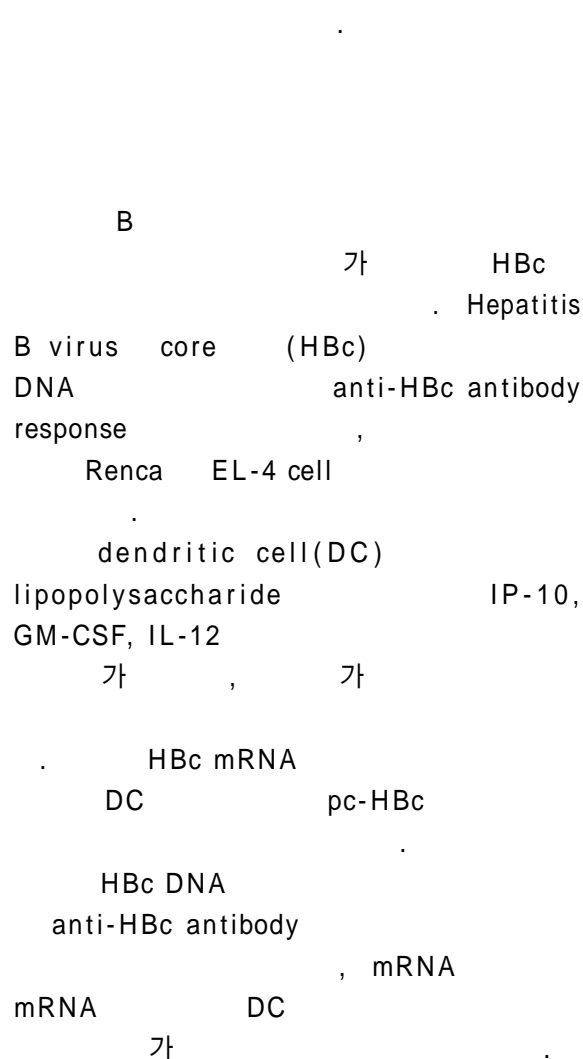 .
B
가 HBc
. Hepatitis
B virus core (HBc)
DNA anti-HBc antibody
response ,
Renca EL-4 cell
.
dendritic cell(DC)
lipopolysaccharide IP-10,
GM-CSF, IL-12
가 , 가
. HBc mRNA
DC pc-HBc
.
HBc DNA
anti-HBc antibody
, mRNA
mRNA DC
가 .